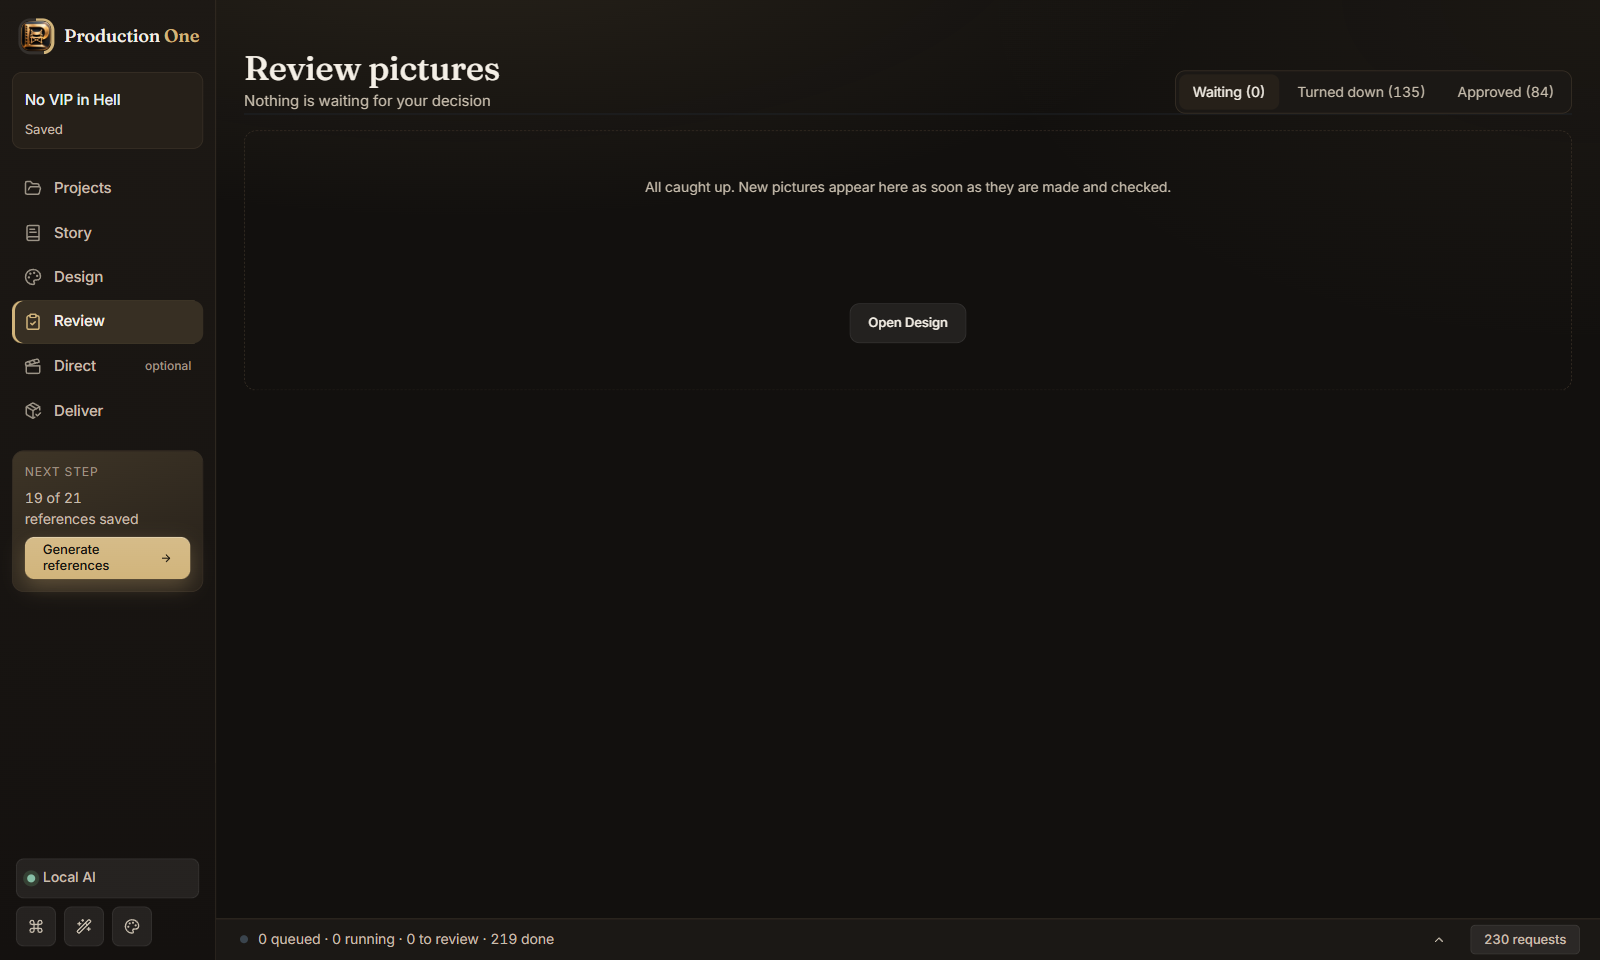 Production One
No VIP in Hell
Saved
Projects
Story
Design
Review
Direct optional
Deliver
NEXT STEP
19 of 21
references saved
Generate
references
Local AI
Review pictures
Nothing is waiting for your decision
Waiting (0) Turned down (135) Approved (84)
All caught up. New pictures appear here as soon as they are made and checked.
Open Design
0 queued · 0 running · 0 to review · 219 done
230 requests